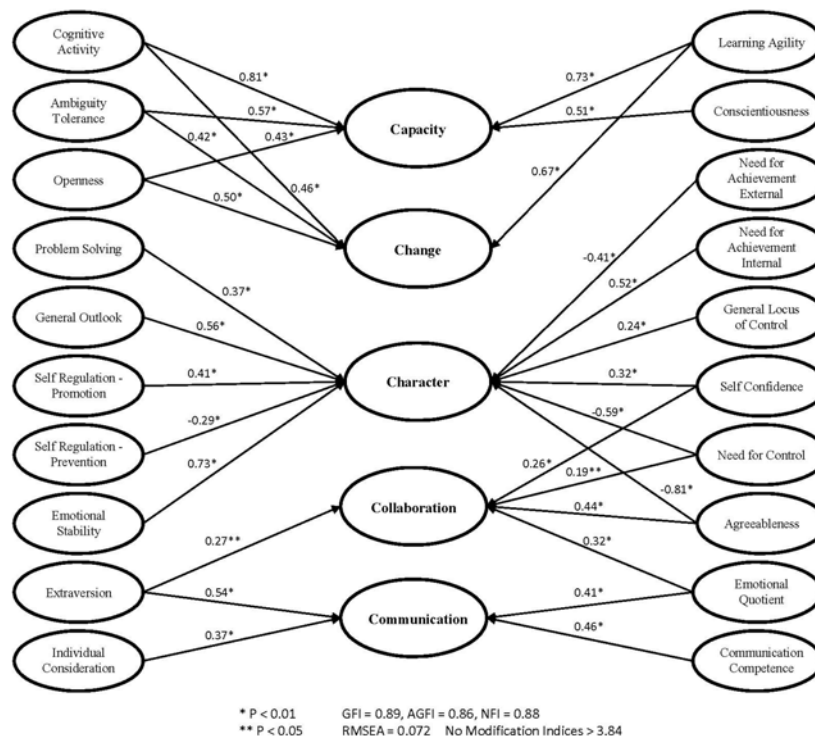 Cognitive
Activity
Ambiguity
Tolerance
Openness
Problem Solving
General Outlook
Self Regulation -
Promotion
Self Regulation -
Prevention
Emotional
Stability
Extraversion
Individual
Consideration
0.81*
0.57*
0.42*
0.43*
0.46*
0.50*
0.37*
0.56*
0.41*
-0.29*
0.73*
0.27**
0.54*
0.37*
Capacity
Change
Character
Collaboration
Communication
0.73*
0.51*
0.67*
-0.41*
0.52*
0.24*
0.32*
-0.59*
0.26*
0.19**
-0.81*
0.44*
0.32*
0.41*
0.46*
Learning Agility
Conscientiousness
Need for
Achievement
External
Need for
Achievement
Internal
General Locus
of Control
Self Confidence
Need for Control
Agreeableness
Emotional
Quotient
Communication
Competence
* P < 0.01 GFI = 0.89, AGFI = 0.86, NFI = 0.88
** P < 0.05 RMSEA = 0.072 No Modification Indices > 3.84